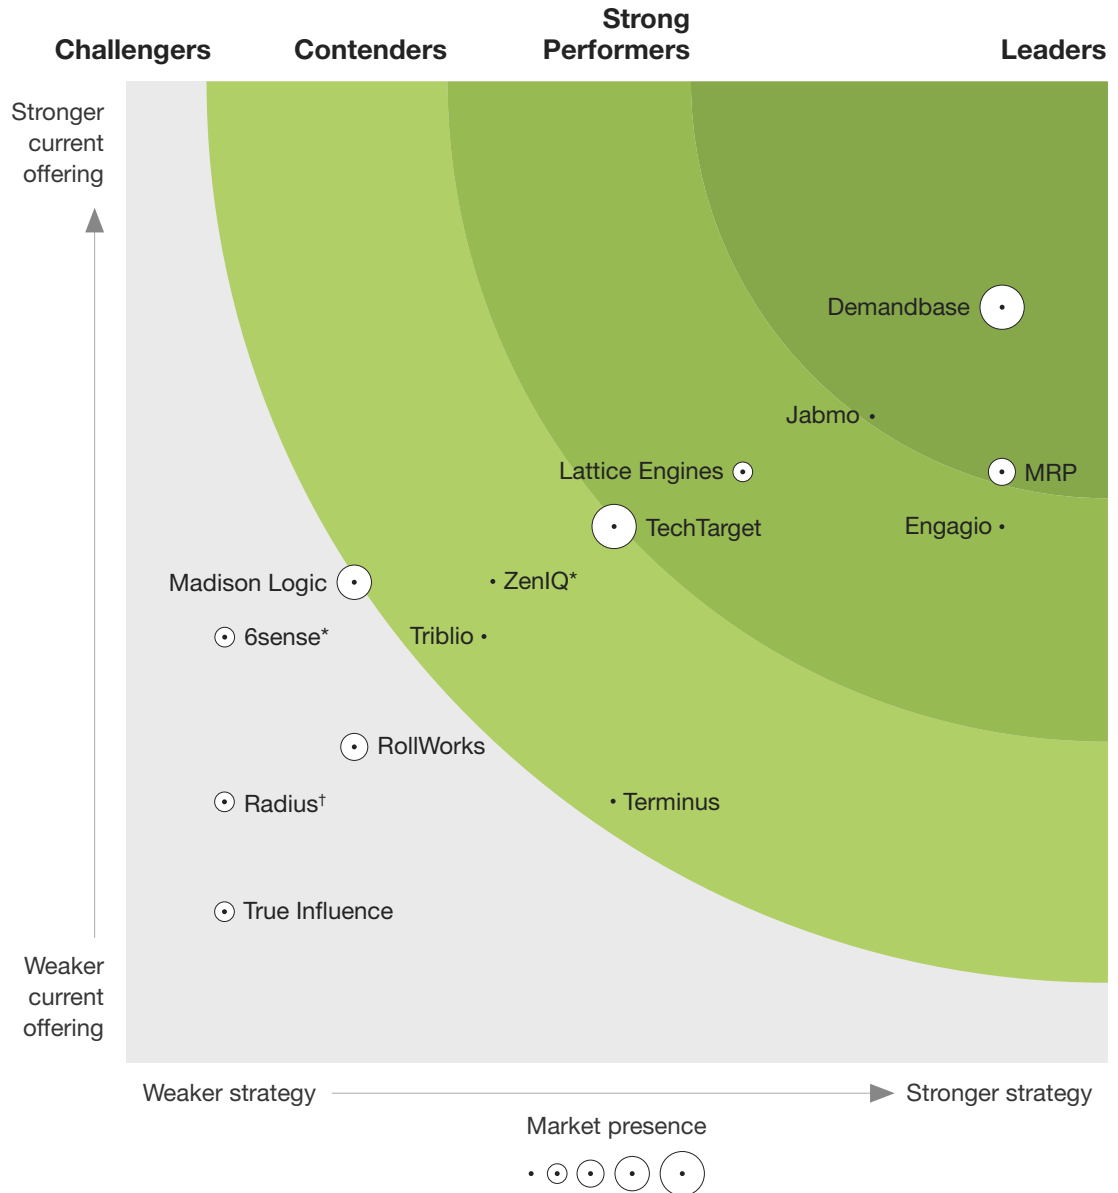 Challengers
Contenders
Strong
Performers
Leaders
Stronger
current
offering
Demandbase
Jabmo
Lattice Engines
MRP
TechTarget
Engagio
Madison Logic
ZenIQ*
6sense*
Triblio
RollWorks
Radius†
Terminus
True Influence
Weaker
current
offering
Weaker strategy
Stronger strategy
Market presence